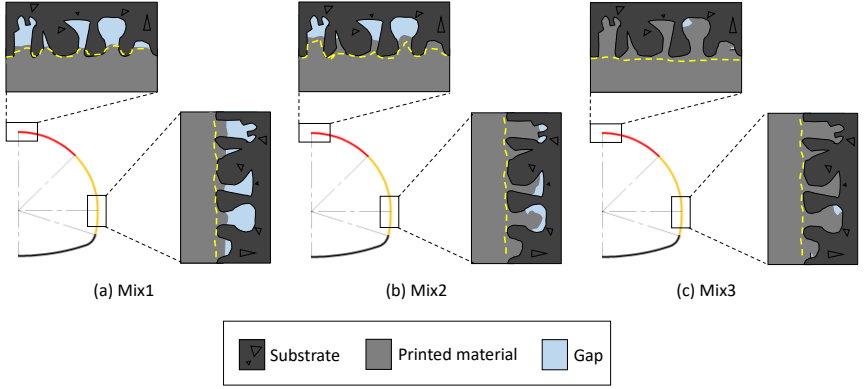 (a) Mix1
(b) Mix2
(c) Mix3
Substrate
Printed material
Gap